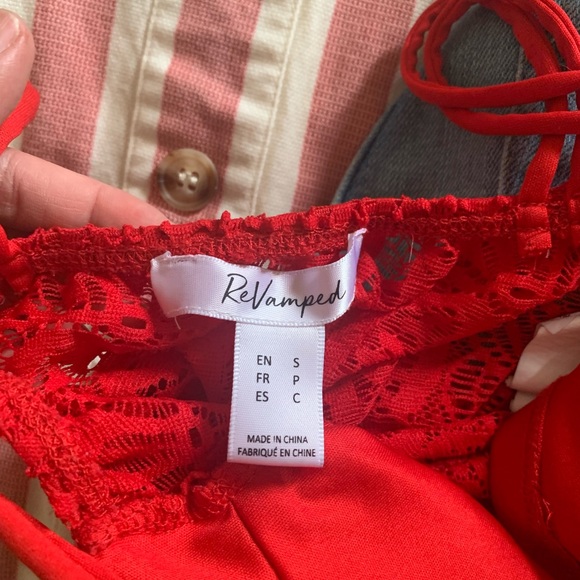 ReVamped
EN S
FR P
ES C
MADE IN CHINA
FABRIQUÉ EN CHINE